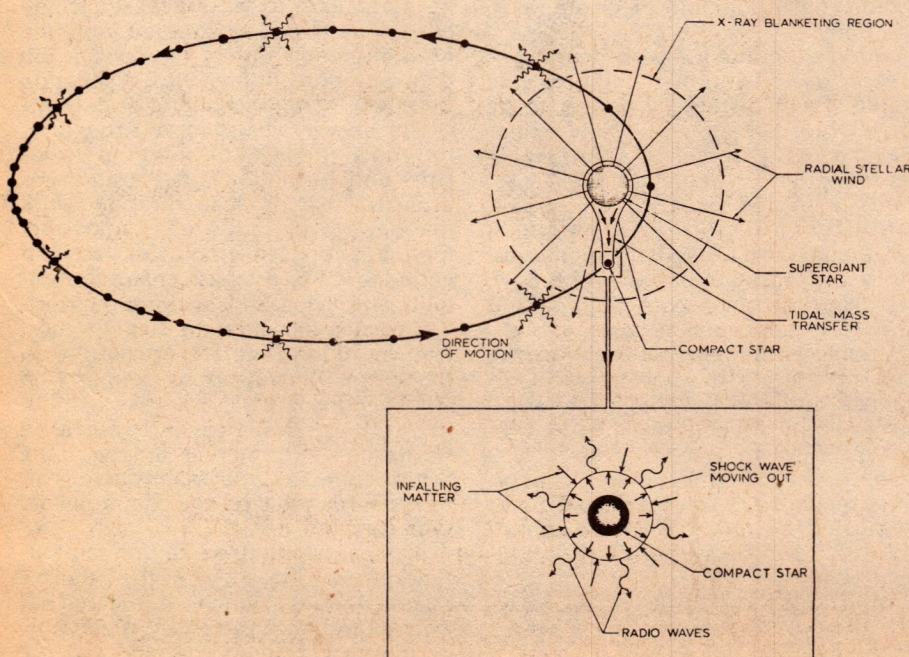 X-RAY BLANKETING REGION
RADIAL STELLAR
WIND
SUPERGIANT
STAR
TIDAL MASS
TRANSFER
COMPACT STAR
DIRECTION
OF MOTION
INFALLING
MATTER
SHOCK WAVE
MOVING OUT
COMPACT STAR
RADIO WAVES